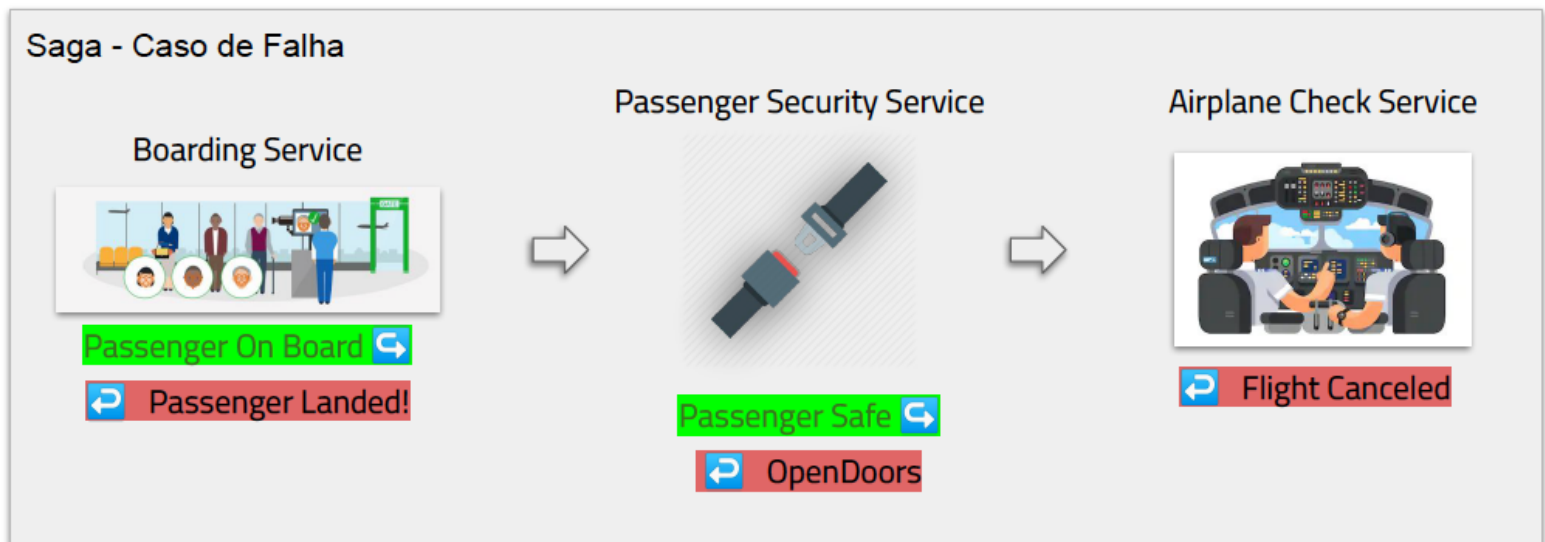 Saga - Caso de Falha
Boarding Service
GATE
Passenger On Board
Passenger Landed!
Passenger Security Service
Passenger Safe
OpenDoors
Airplane Check Service
Flight Canceled